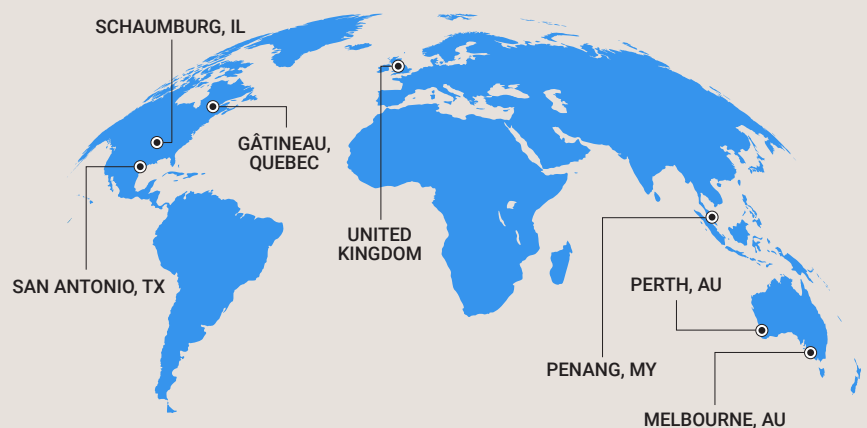 SCHAUMBURG, IL
GÂTINEAU,
QUEBEC
SAN ANTONIO, TX
UNITED
KINGDOM
PERTH, AU
PENANG, MY
MELBOURNE, AU